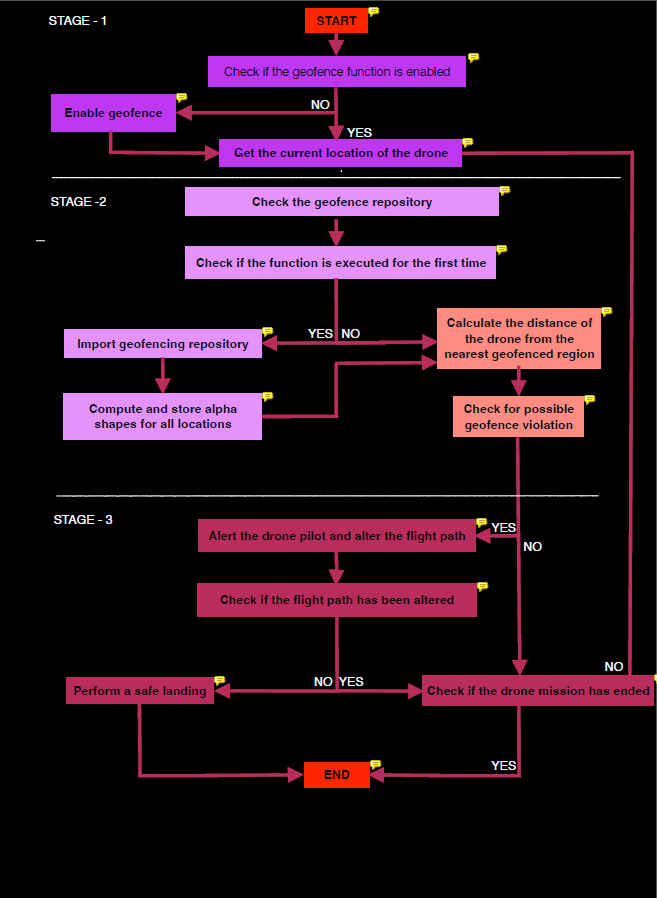 STAGE - 1
START
Check if the geofence function is enabled
NO
Enable geofence
YES
Get the current location of the drone
STAGE -2
Check the geofence repository
Check if the function is executed for the first time
YES
NO
Calculate the distance of
the drone from the
nearest geofenced region
Import geofencing repository
Compute and store alpha
shapes for all locations
Check for possible
geofence violation
STAGE - 3
Alert the drone pilot and alter the flight path
YES
NO
Check if the flight path has been altered
NO
NO
YES
Perform a safe landing
Check if the drone mission has ended
YES
END